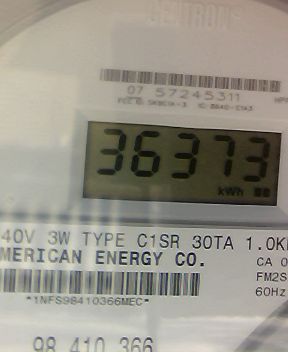 CENTRON®
07 57245311
36373
kWh
40V 3W TYPE C1SR 30TA 1.0K
MERICAN ENERGY CO.
CA 0
FM2S
60Hz
*1NFS98410366MEC*
98 410 366